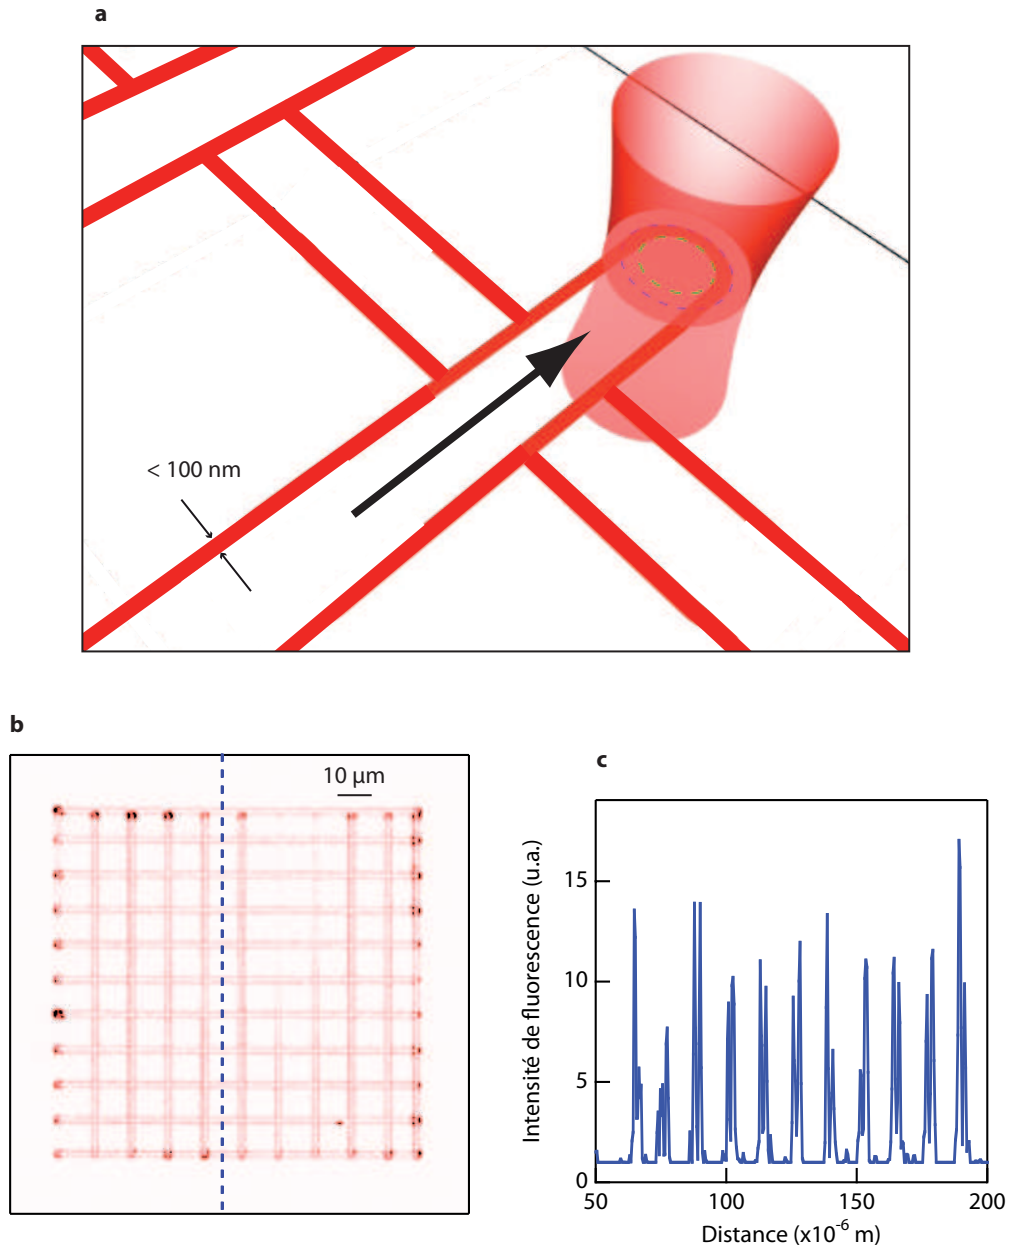 a
< 100 nm
b
10 µm
c
Intensité de fluorescence (u.a.)
15
10
5
0
50
100
150
200
Distance (x10⁻⁶ m)